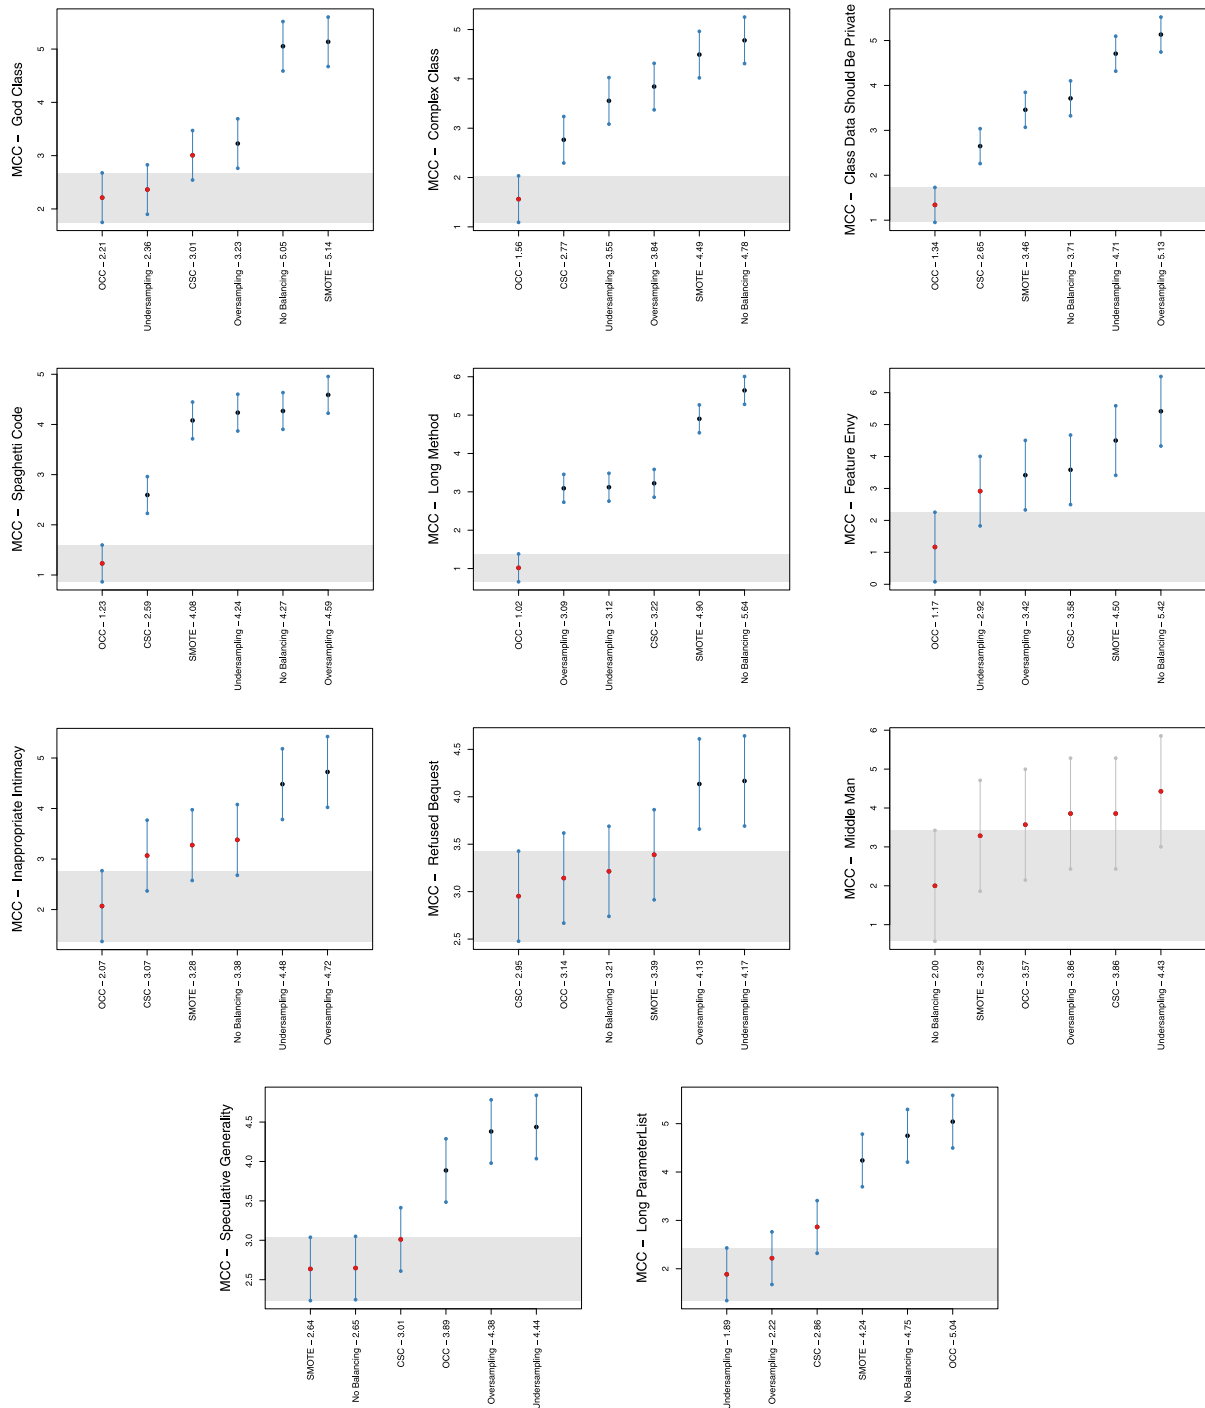 MCC – God Class
2
3
4
5
OCC – 2.21
Undersampling – 2.36
CSC – 3.01
Oversampling – 3.23
No Balancing – 5.05
SMOTE – 5.14
MCC – Complex Class
1
2
3
4
5
OCC – 1.56
CSC – 2.77
Undersampling – 3.55
Oversampling – 3.84
SMOTE – 4.49
No Balancing – 4.78
MCC – Class Data Should Be Private
1
2
3
4
5
OCC – 1.34
CSC – 2.65
SMOTE – 3.46
No Balancing – 3.71
Undersampling – 4.71
Oversampling – 5.13
MCC – Spaghetti Code
1
2
3
4
5
OCC – 1.23
CSC – 2.59
SMOTE – 4.08
Undersampling – 4.24
No Balancing – 4.27
Oversampling – 4.59
MCC – Long Method
1
2
3
4
5
6
OCC – 1.02
Oversampling – 3.09
Undersampling – 3.12
CSC – 3.22
SMOTE – 4.90
No Balancing – 5.64
MCC – Feature Envy
0
1
2
3
4
5
6
OCC – 1.17
Undersampling – 2.92
Oversampling – 3.42
CSC – 3.58
SMOTE – 4.50
No Balancing – 5.42
MCC – Inappropriate Intimacy
2
3
4
5
OCC – 2.07
CSC – 3.07
SMOTE – 3.28
No Balancing – 3.38
Undersampling – 4.48
Oversampling – 4.72
MCC – Refused Bequest
2.5
3.0
3.5
4.0
4.5
CSC – 2.95
OCC – 3.14
No Balancing – 3.21
SMOTE – 3.39
Oversampling – 4.13
Undersampling – 4.17
MCC – Middle Man
1
2
3
4
5
6
No Balancing – 2.00
SMOTE – 3.29
OCC – 3.57
Oversampling – 3.86
CSC – 3.86
Undersampling – 4.43
MCC – Speculative Generality
2.5
3.0
3.5
4.0
4.5
SMOTE – 2.64
No Balancing – 2.65
CSC – 3.01
OCC – 3.89
Oversampling – 4.38
Undersampling – 4.44
MCC – Long ParameterList
2
3
4
5
Undersampling – 1.89
Oversampling – 2.22
CSC – 2.86
SMOTE – 4.24
No Balancing – 4.75
OCC – 5.04